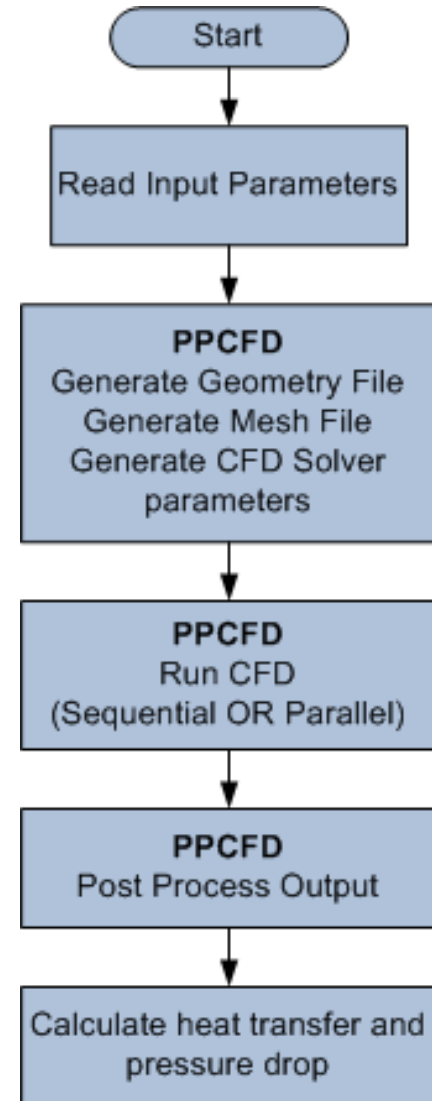 Start
Read Input Parameters
PPCFD
Generate Geometry File
Generate Mesh File
Generate CFD Solver
parameters
PPCFD
Run CFD
(Sequential OR Parallel)
PPCFD
Post Process Output
Calculate heat transfer and
pressure drop